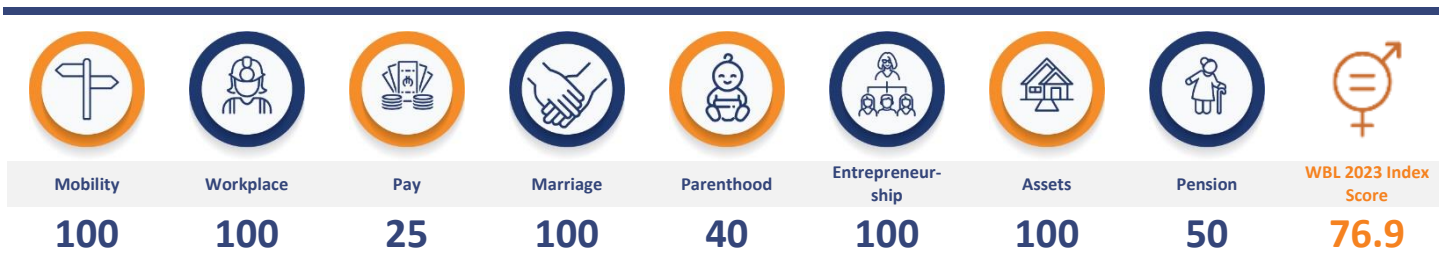 Mobility
Workplace
Pay
Marriage
Parenthood
Entrepreneur-
ship
Assets
Pension
WBL 2023 Index
Score
100
100
25
100
40
100
100
50
76.9